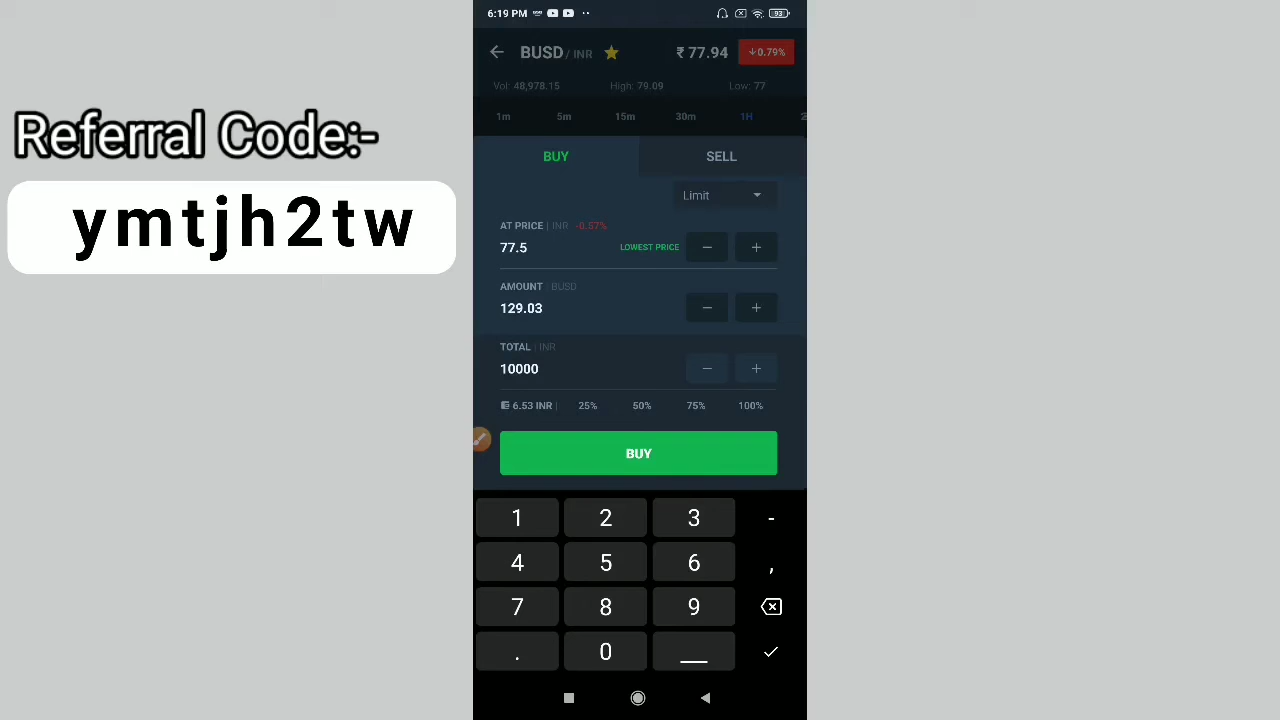 Referral Code:-
ymtjh2tw
6:19 PM
93
BUSD / INR ₹ 77.94 ↓0.79%
Vol: 48,978.15 High: 79.09 Low: 77
1m 5m 15m 30m 1H 2
BUY SELL
Limit
AT PRICE | INR -0.57%
77.5 LOWEST PRICE − +
AMOUNT | BUSD
129.03 − +
TOTAL | INR
10000 − +
6.53 INR | 25% 50% 75% 100%
BUY
1 2 3 -
4 5 6 ,
7 8 9
. 0